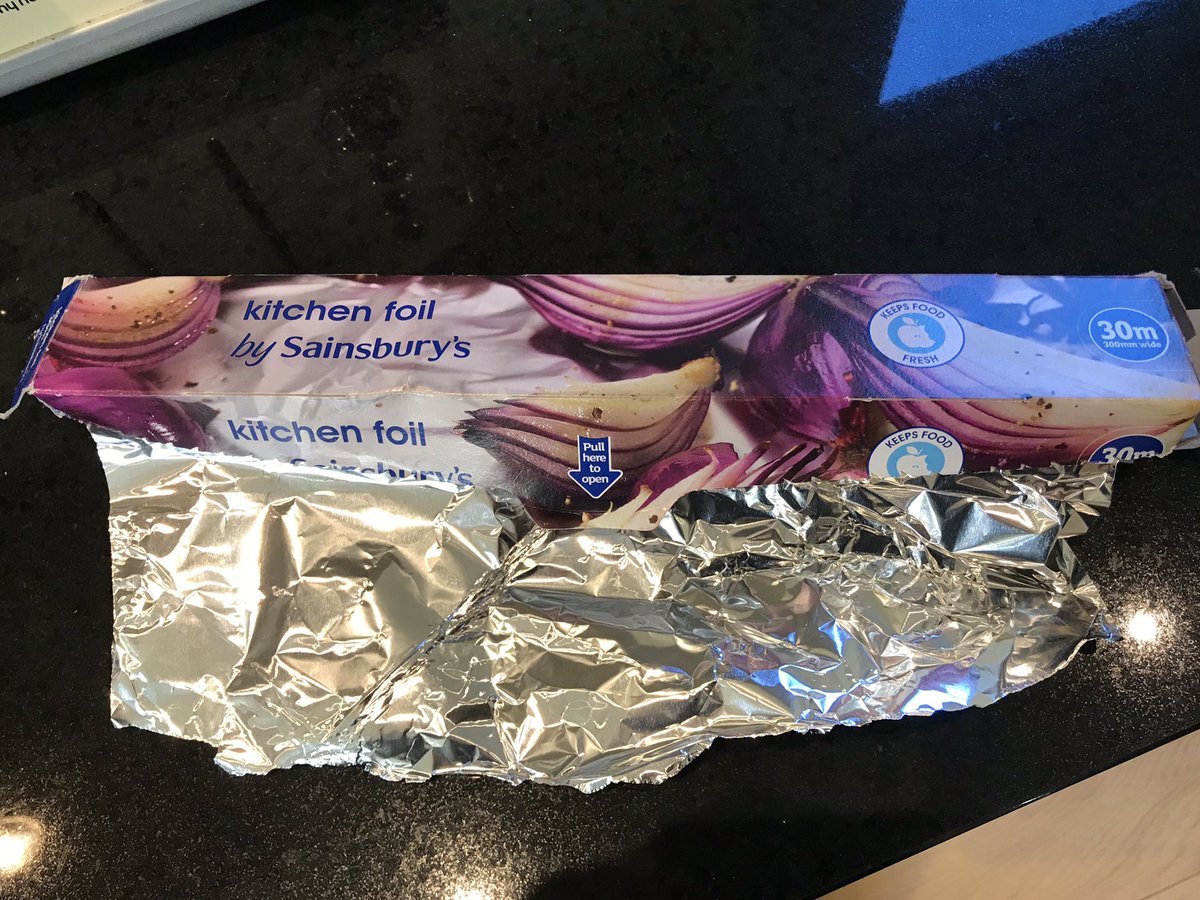 kitchen foil
by Sainsbury's
KEEPS FOOD
FRESH
30m
300mm wide
kitchen foil
Sainsbury's
Pull
here
to
open
KEEPS FOOD
30m